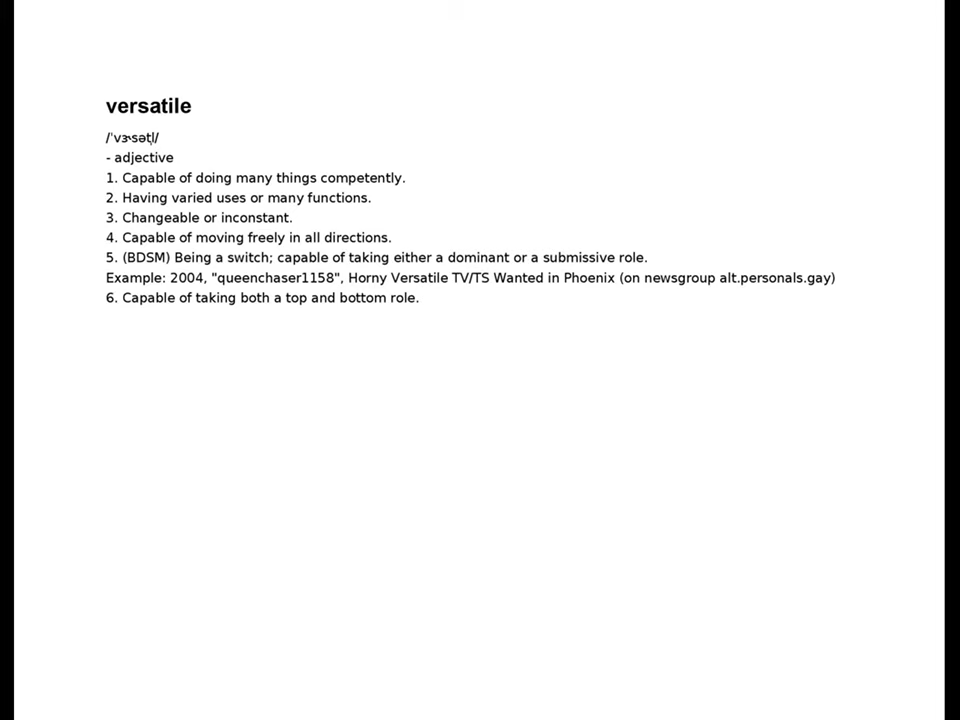 versatile
/ˈvɝsət̩l/
- adjective
1. Capable of doing many things competently.
2. Having varied uses or many functions.
3. Changeable or inconstant.
4. Capable of moving freely in all directions.
5. (BDSM) Being a switch; capable of taking either a dominant or a submissive role.
Example: 2004, "queenchaser1158", Horny Versatile TV/TS Wanted in Phoenix (on newsgroup alt.personals.gay)
6. Capable of taking both a top and bottom role.